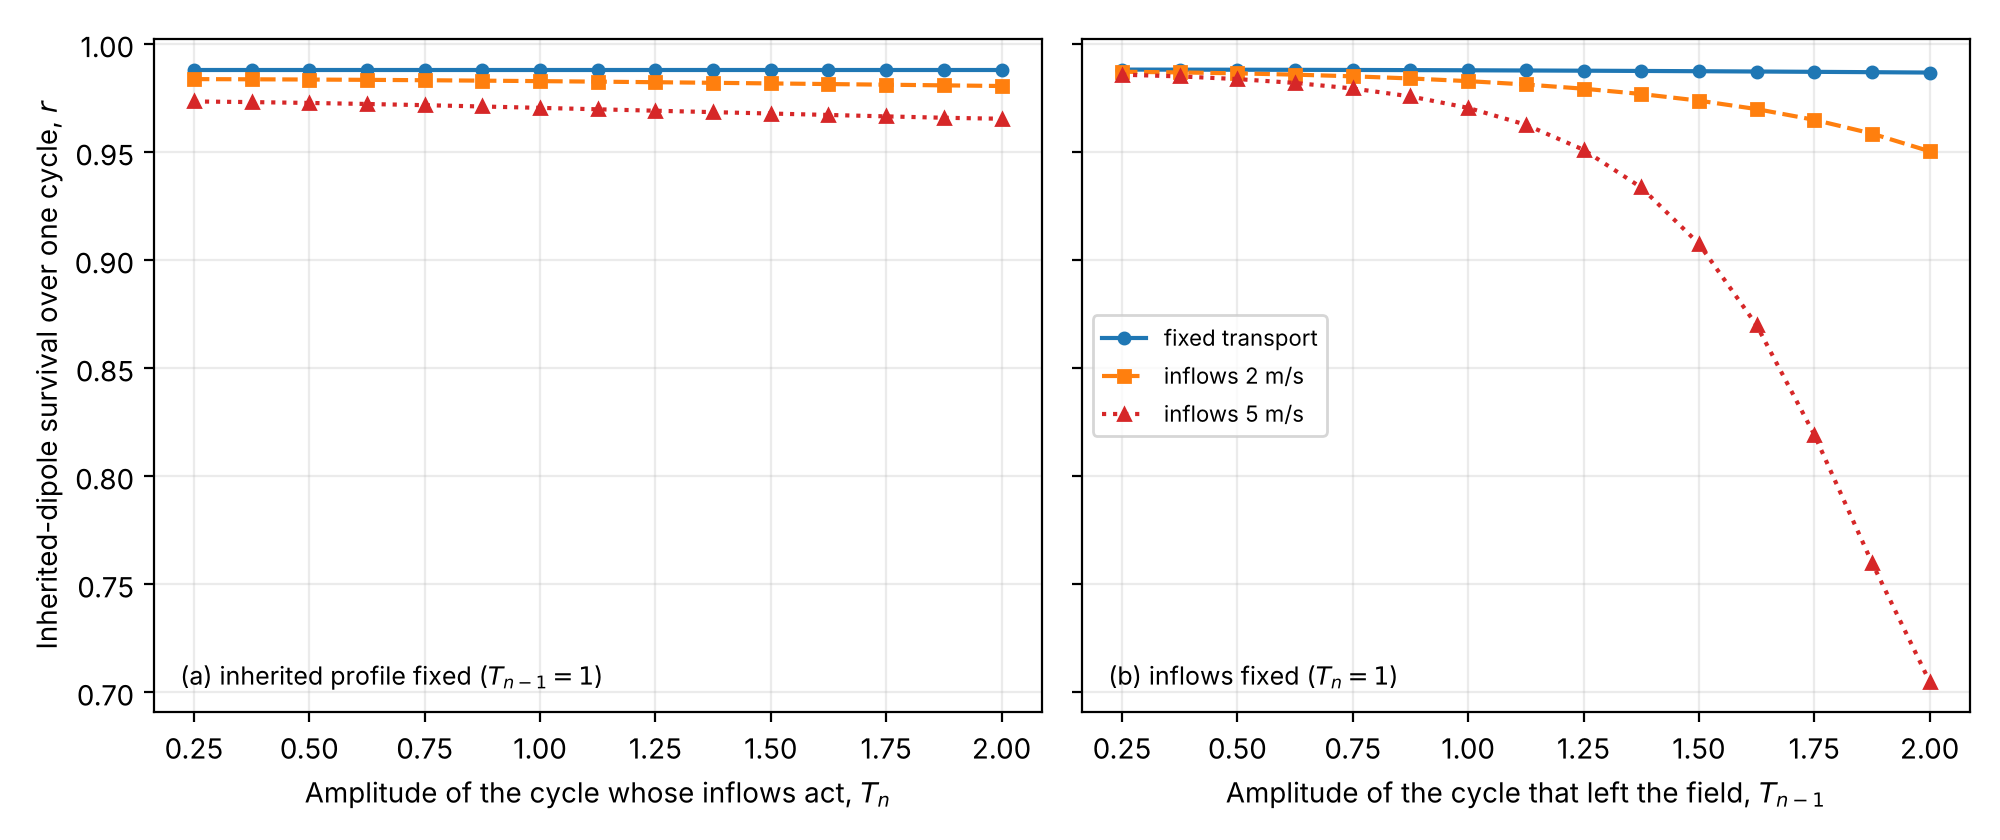 Inherited-dipole survival over one cycle, r
1.00
0.95
0.90
0.85
0.80
0.75
0.70
(a) inherited profile fixed (Tn−1 = 1)
0.25 0.50 0.75 1.00 1.25 1.50 1.75 2.00
Amplitude of the cycle whose inflows act, Tn
fixed transport
inflows 2 m/s
inflows 5 m/s
(b) inflows fixed (Tn = 1)
0.25 0.50 0.75 1.00 1.25 1.50 1.75 2.00
Amplitude of the cycle that left the field, Tn−1